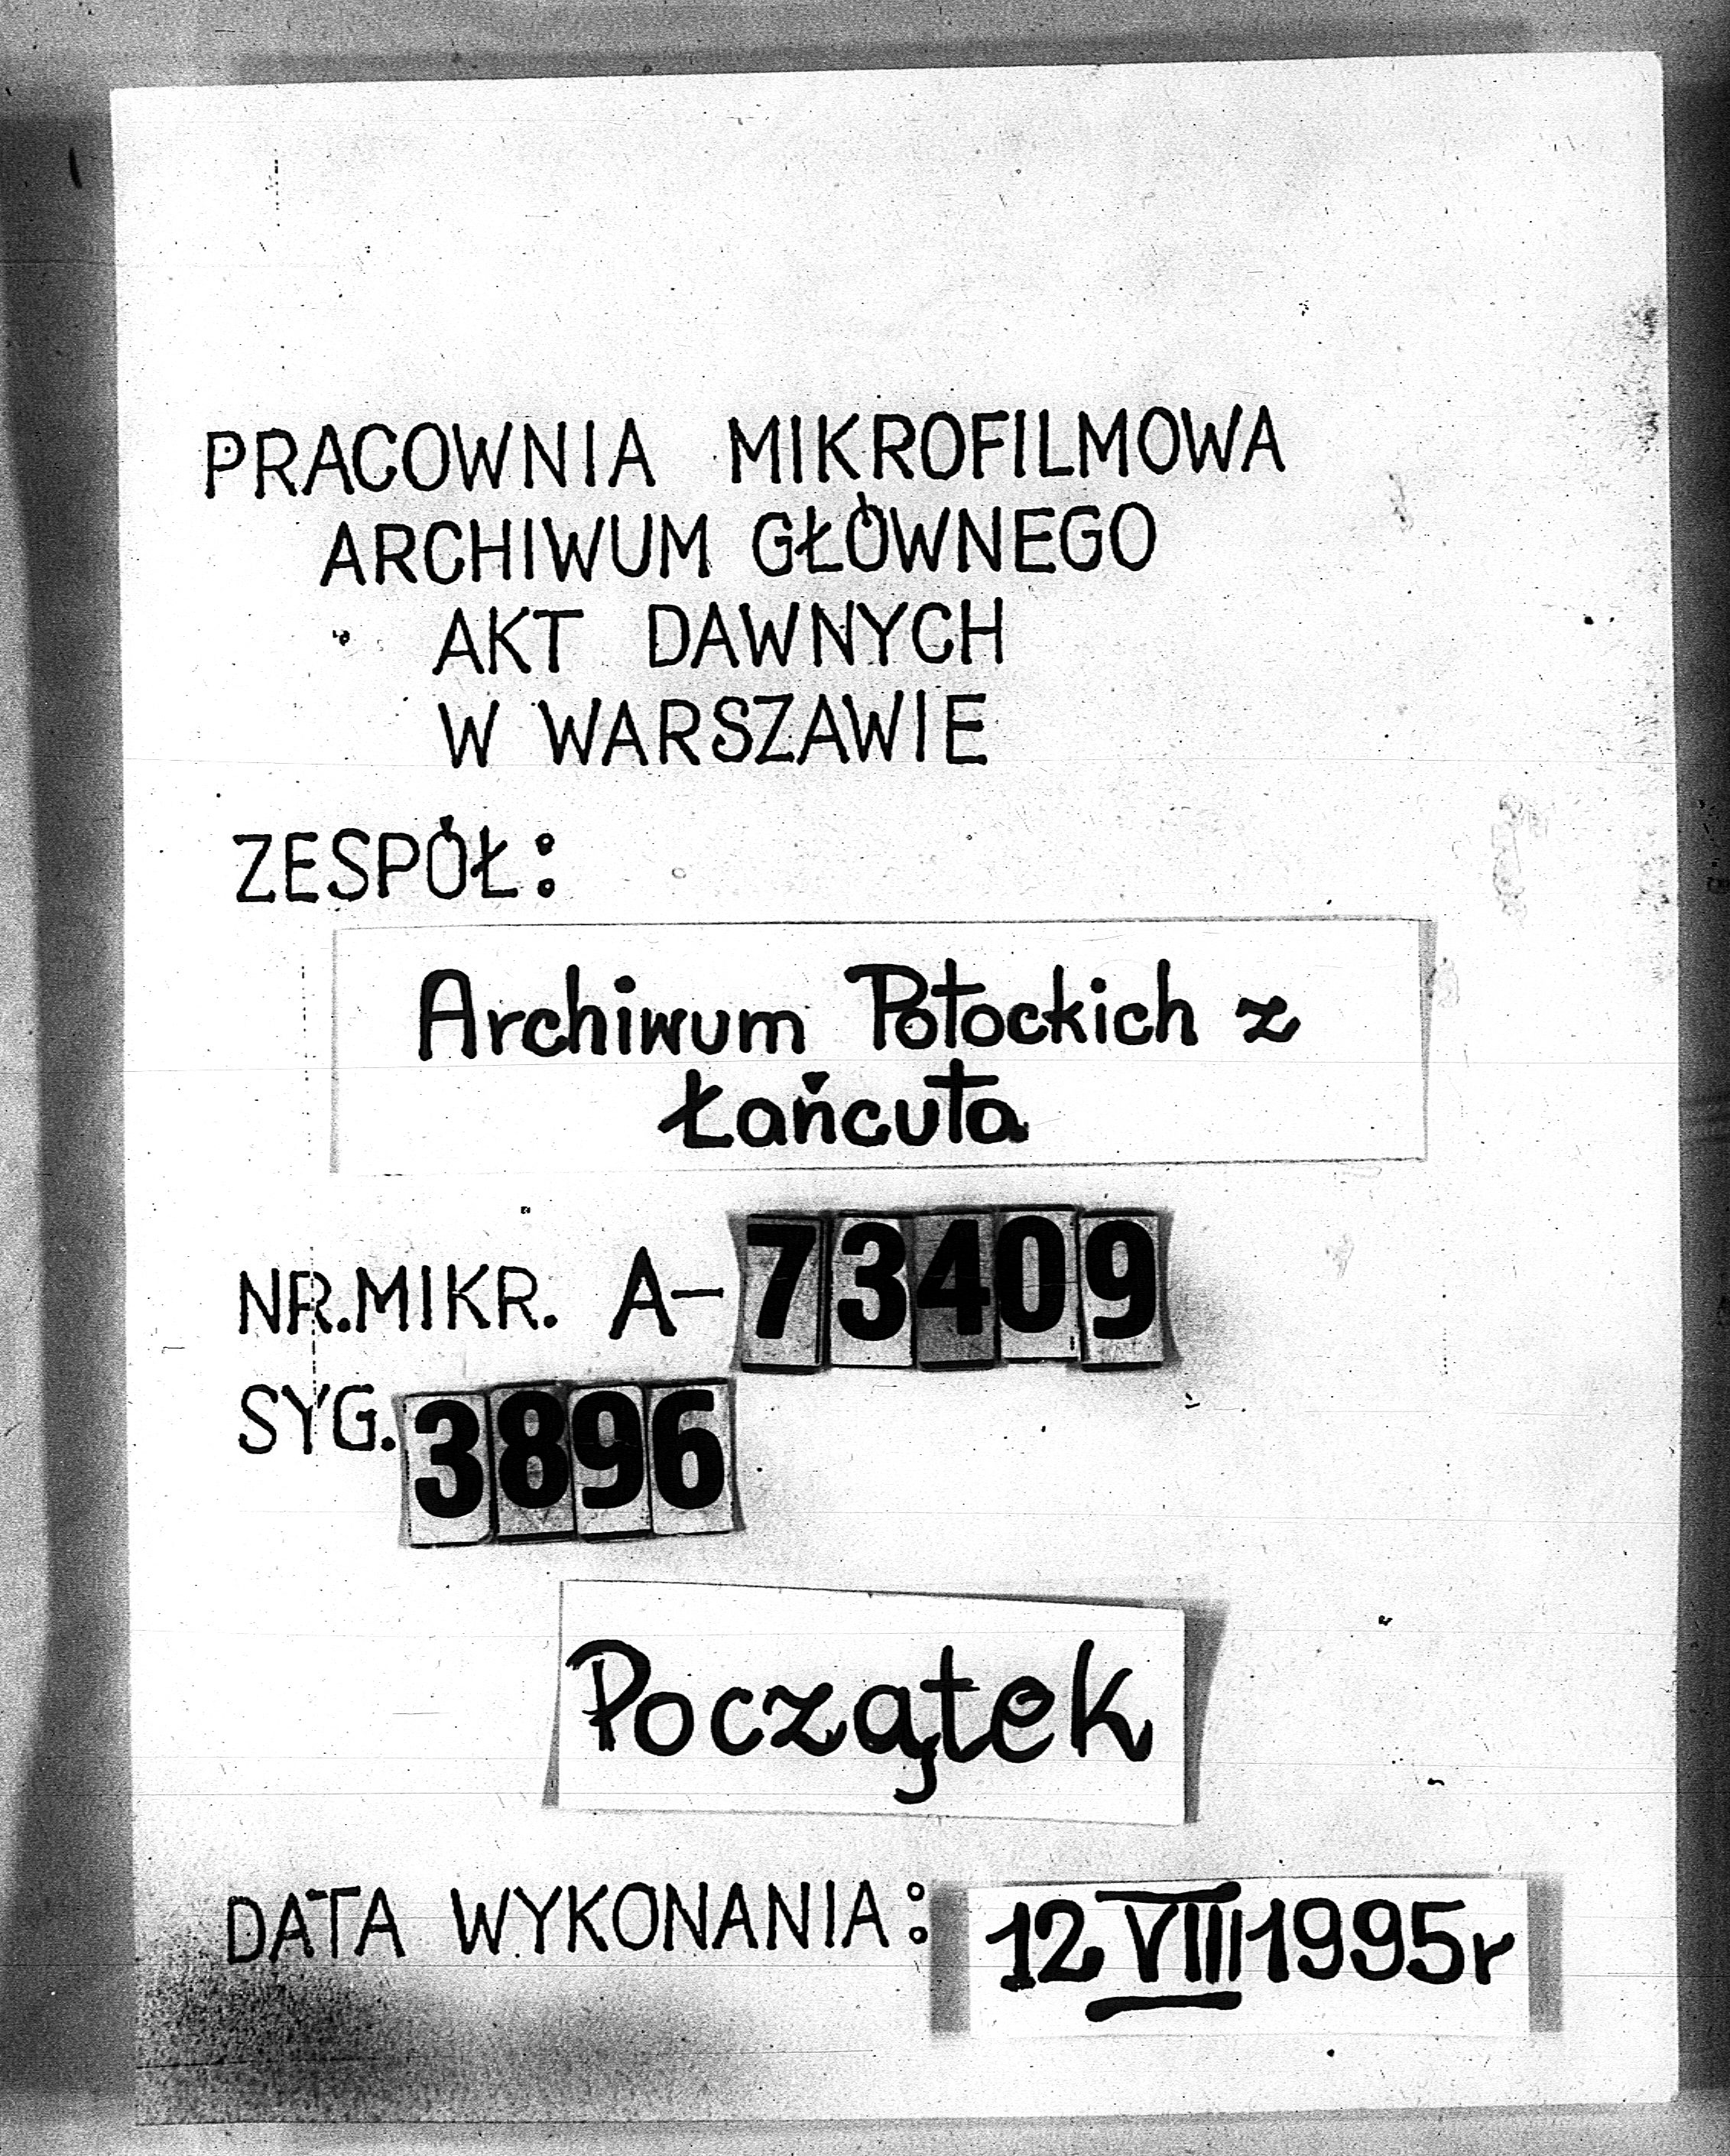 PRACOWNIA MIKROFILMOWA
ARCHIWUM GŁÓWNEGO
AKT DAWNYCH
W WARSZAWIE
ZESPÓŁ:
Archiwum Potockich z
Łańcuta
NR.MIKR. A-73409
SYG. 3896
Początek
DATA WYKONANIA: 12 VIII 1995r